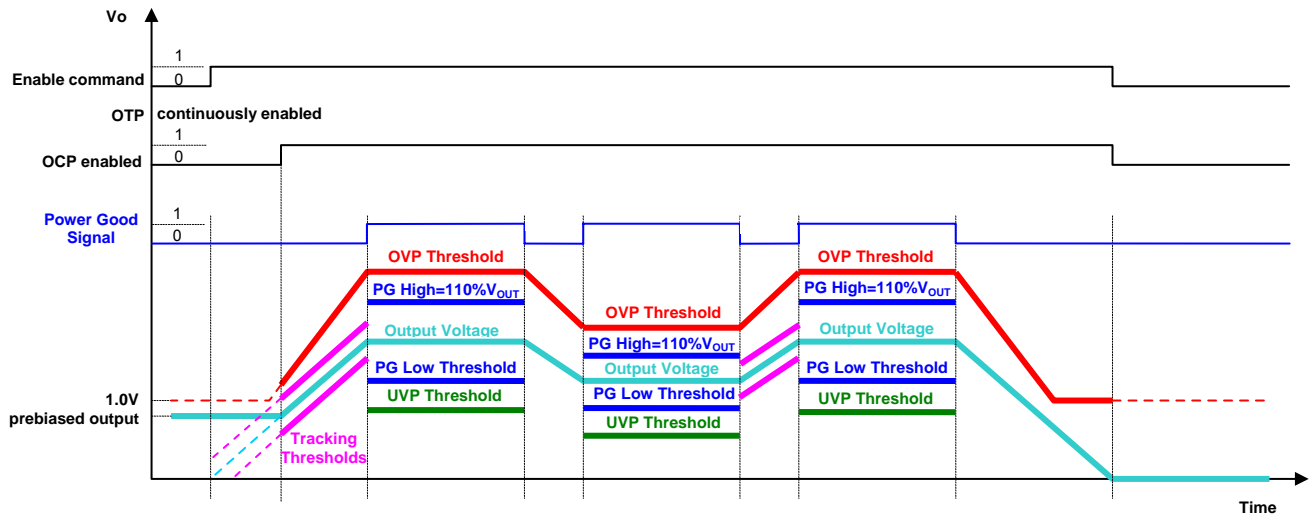 Vo
1
Enable command
0
OTP continuously enabled
1
OCP enabled
0
Power Good
Signal
1
0
OVP Threshold
OVP Threshold
PG High=110%VOUT
PG High=110%VOUT
OVP Threshold
Output Voltage
Output Voltage
PG High=110%VOUT
PG Low Threshold
Output Voltage
PG Low Threshold
UVP Threshold
PG Low Threshold
UVP Threshold
UVP Threshold
1.0V
prebiased output
Tracking
Thresholds
Time